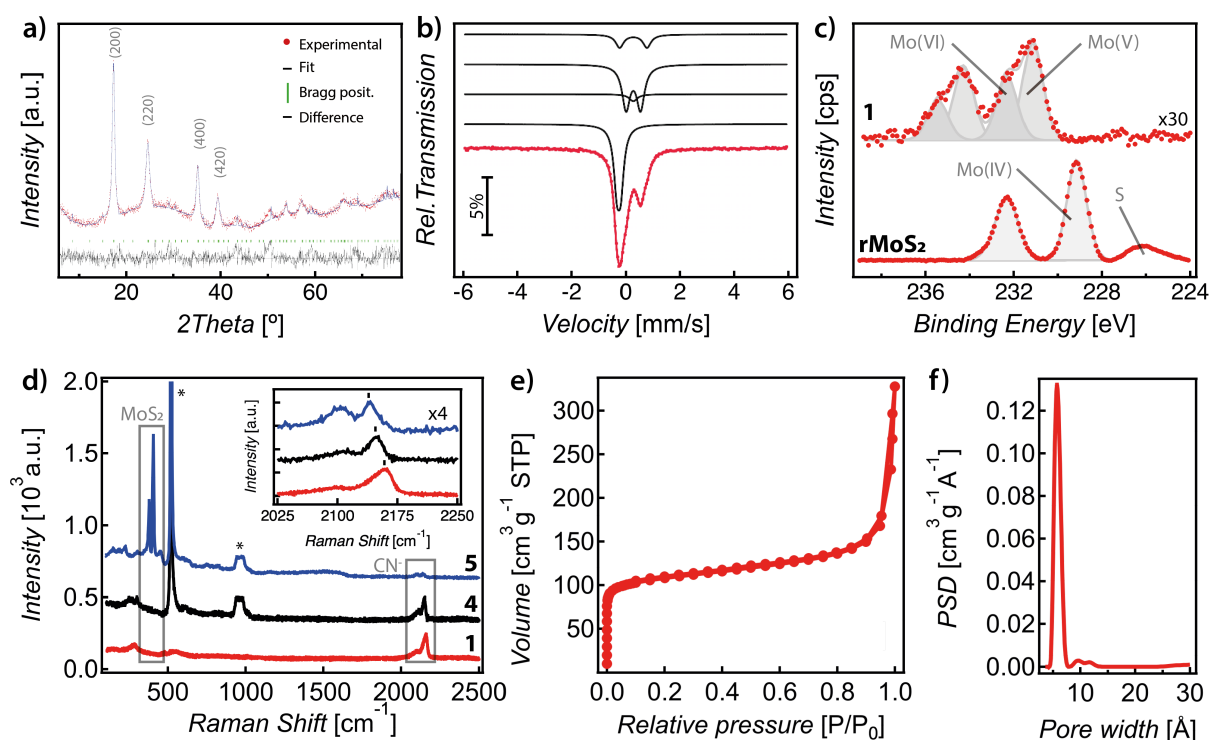 a)
Intensity [a.u.]
(200)
(220)
(400)
(420)
Experimental
Fit
Bragg posit.
Difference
20
40
60
2Theta [º]
b)
Rel.Transmission
5%
-6
-4
-2
0
2
4
6
Velocity [mm/s]
c)
Intensity [cps]
Mo(VI)
Mo(V)
1
x30
Mo(IV)
S
rMoS₂
236
232
228
224
Binding Energy [eV]
d)
Intensity [10³ a.u.]
2.0
1.5
1.0
0.5
0.0
MoS₂
*
*
CN⁻
5
4
1
500
1000
1500
2000
2500
Raman Shift [cm⁻¹]
Intensity [a.u.]
x4
2025
2100
2175
2250
Raman Shift [cm⁻¹]
e)
Volume [cm³ g⁻¹ STP]
300
250
200
150
100
50
0.0
0.2
0.4
0.6
0.8
1.0
Relative pressure [P/P₀]
f)
PSD [cm³ g⁻¹ A⁻¹]
0.12
0.10
0.08
0.06
0.04
0.02
0.00
10
20
30
Pore width [Å]